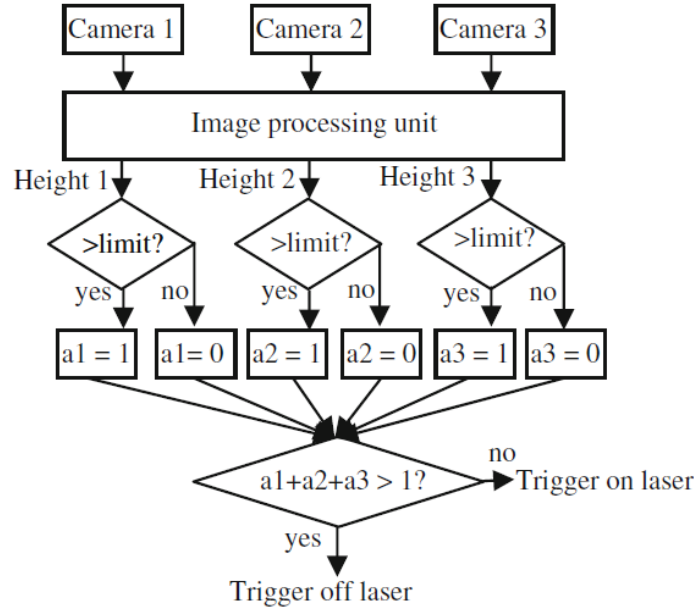 Camera 1 Camera 2 Camera 3
Image processing unit
Height 1 Height 2 Height 3
>limit? >limit? >limit?
yes no yes no yes no
a1 = 1 a1= 0 a2 = 1 a2 = 0 a3 = 1 a3 = 0
a1+a2+a3 > 1?
no
Trigger on laser
yes
Trigger off laser